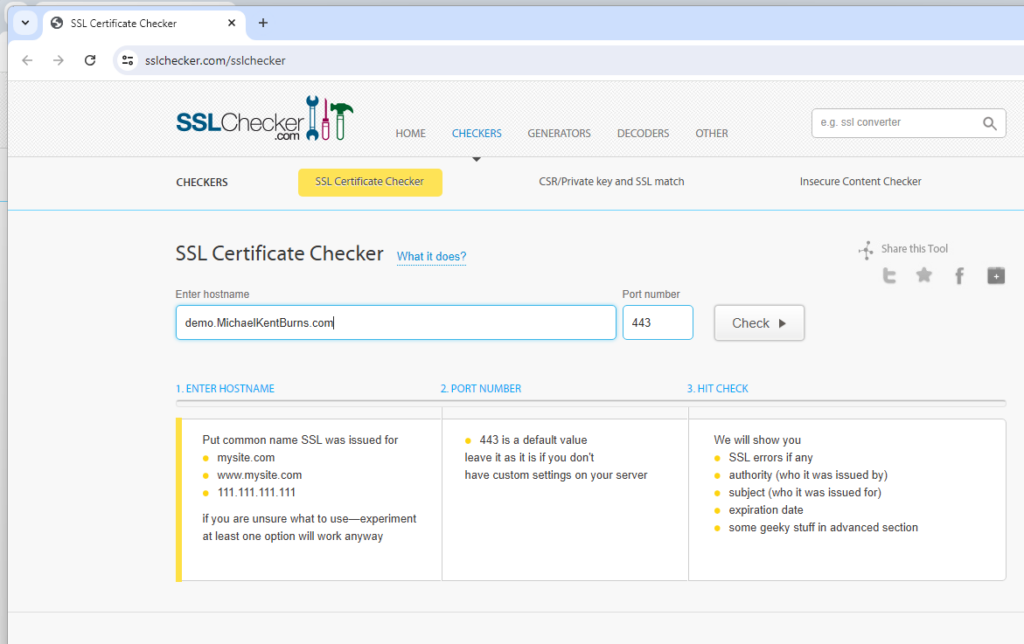 SSL Certificate Checker
sslchecker.com/sslchecker
SSLChecker
.com
HOME CHECKERS GENERATORS DECODERS OTHER
e.g. ssl converter
CHECKERS SSL Certificate Checker CSR/Private key and SSL match Insecure Content Checker
SSL Certificate Checker What it does?
Share this Tool
Enter hostname Port number
demo.MichaelKentBurns.com 443 Check
1. ENTER HOSTNAME 2. PORT NUMBER 3. HIT CHECK
Put common name SSL was issued for
mysite.com
www.mysite.com
111.111.111.111
if you are unsure what to use—experiment
at least one option will work anyway
443 is a default value
leave it as it is if you don't
have custom settings on your server
We will show you
SSL errors if any
authority (who it was issued by)
subject (who it was issued for)
expiration date
some geeky stuff in advanced section